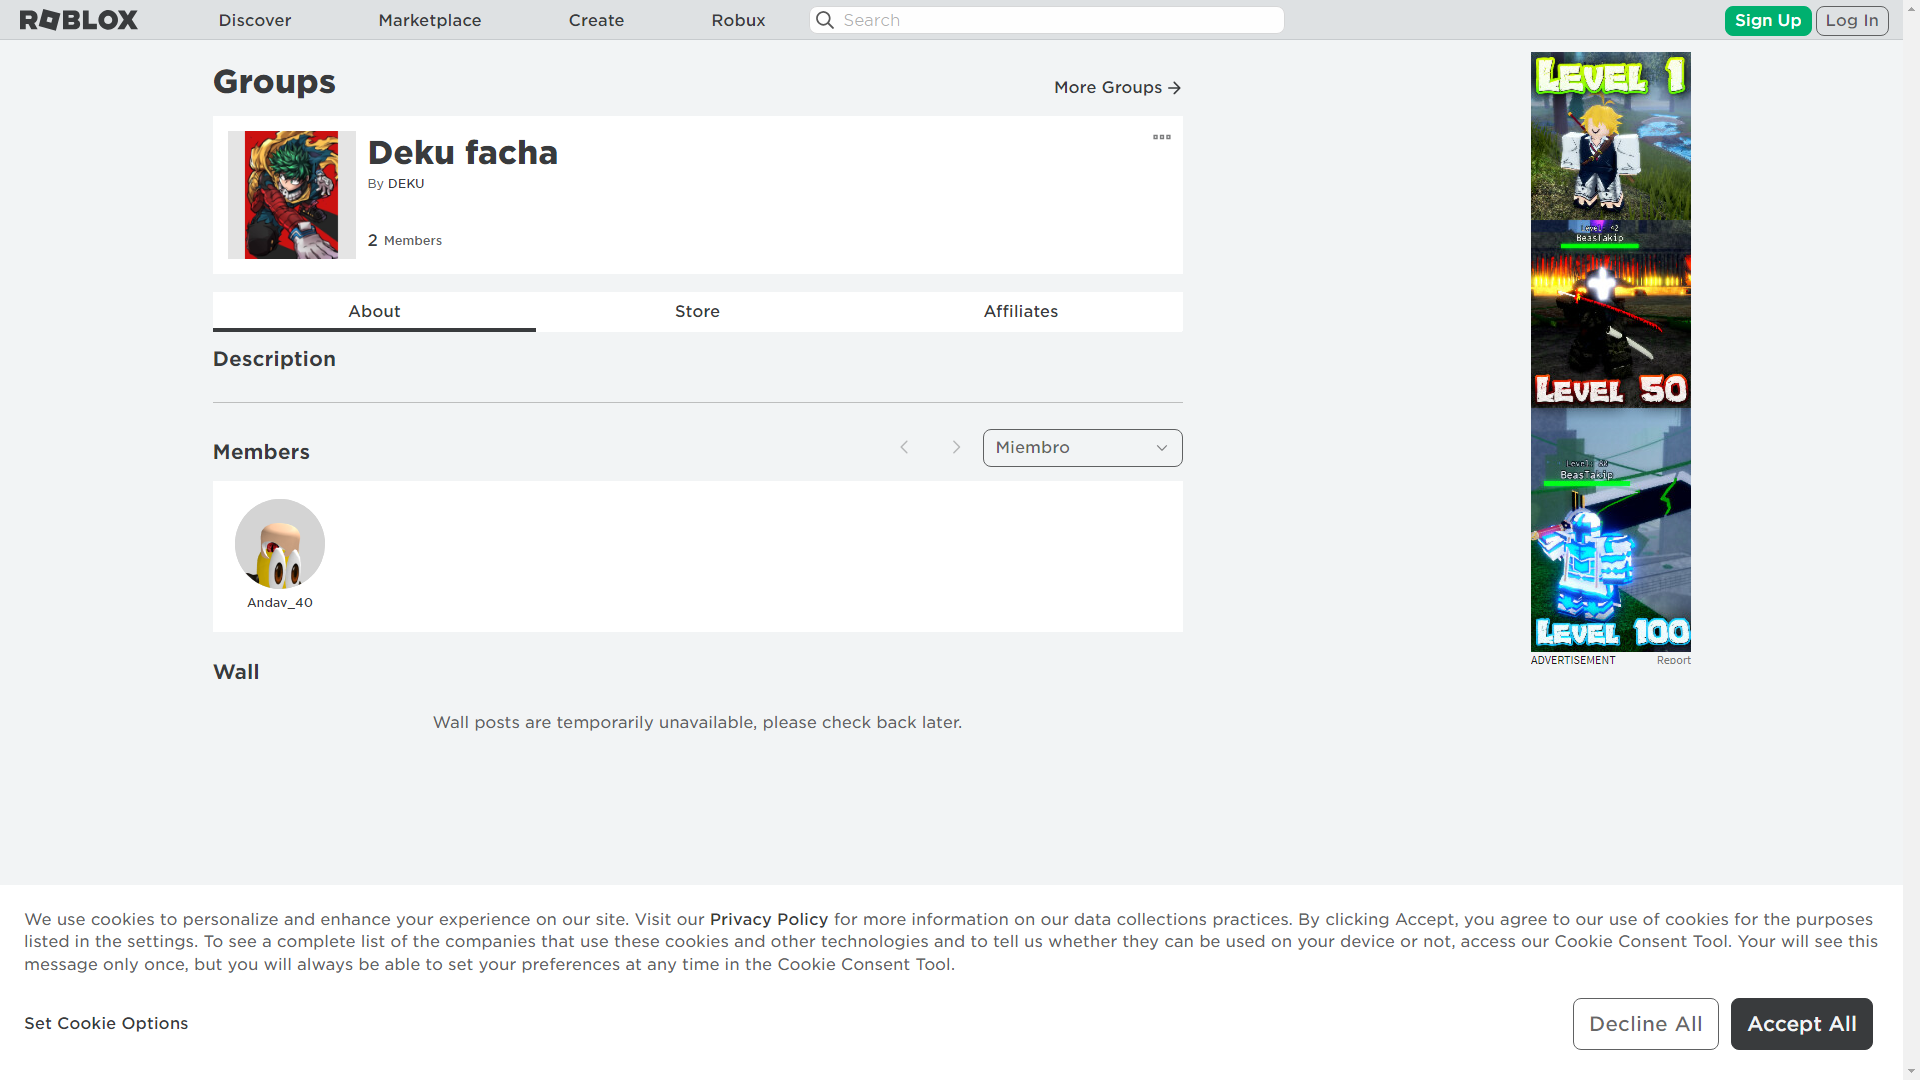 ROBLOX
Discover
Marketplace
Create
Robux
Search
Sign Up
Log In
Groups
More Groups
Deku facha
By DEKU
2 Members
About
Store
Affiliates
Description
Members
Miembro
Andav_40
Wall
Wall posts are temporarily unavailable, please check back later.
LEVEL 1
Level 42
BeasTakip
LEVEL 50
BeasTakip
LEVEL 100
ADVERTISEMENT
Report
We use cookies to personalize and enhance your experience on our site. Visit our Privacy Policy for more information on our data collections practices. By clicking Accept, you agree to our use of cookies for the purposes
listed in the settings. To see a complete list of the companies that use these cookies and other technologies and to tell us whether they can be used on your device or not, access our Cookie Consent Tool. Your will see this
message only once, but you will always be able to set your preferences at any time in the Cookie Consent Tool.
Set Cookie Options
Decline All
Accept All